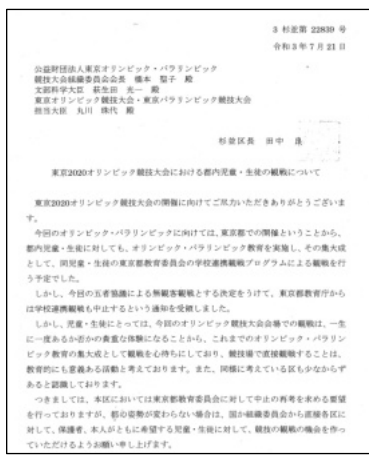 3 杉並第 22839 号
令和3年7月21日
公益財団法人東京オリンピック・パラリンピック
競技大会組織委員会会長 橋本 聖子 殿
文部科学大臣 萩生田 光一 殿
東京オリンピック競技大会・東京パラリンピック競技大会
担当大臣 丸川 珠代 殿
杉並区長 田中 良
東京2020オリンピック競技大会における都内児童・生徒の観戦について
東京2020オリンピック競技大会の開催に向けてご尽力いただきありがとうございま
す。
今回のオリンピック・パラリンピックに向けては、東京都での開催ということから、
都内児童・生徒に対しても、オリンピック・パラリンピック教育を実施し、その集大成
として、同児童・生徒の東京都教育委員会の学校連携観戦プログラムによる観戦を行
う予定でした。
しかし、今回の五者協議による無観客観戦とする決定をうけて、東京都教育庁から
は学校連携観戦も中止するという通知を受領しました。
しかし、児童・生徒にとっては、今回のオリンピック競技大会会場での観戦は、一生
に一度あるか否かの貴重な体験になることから、これまでのオリンピック・パラリン
ピック教育の集大成として観戦を心待ちにしており、競技場で直接観戦することは、
教育的にも意義ある活動と考えております。また、同様に考えている区も少なからず
あると認識しております。
つきましては、本区においては東京都教育委員会に対して中止の再考を求める要望
を行っておりますが、都の姿勢が変わらない場合は、国か組織委員会から直接各区に
対して、保護者、本人がともに希望する児童・生徒に対して、競技の観戦の機会を作っ
ていただけるようお願い申し上げます。